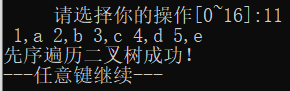 请选择你的操作[0~16]:11
1,a 2,b 3,c 4,d 5,e
先序遍历二叉树成功!
---任意键继续---